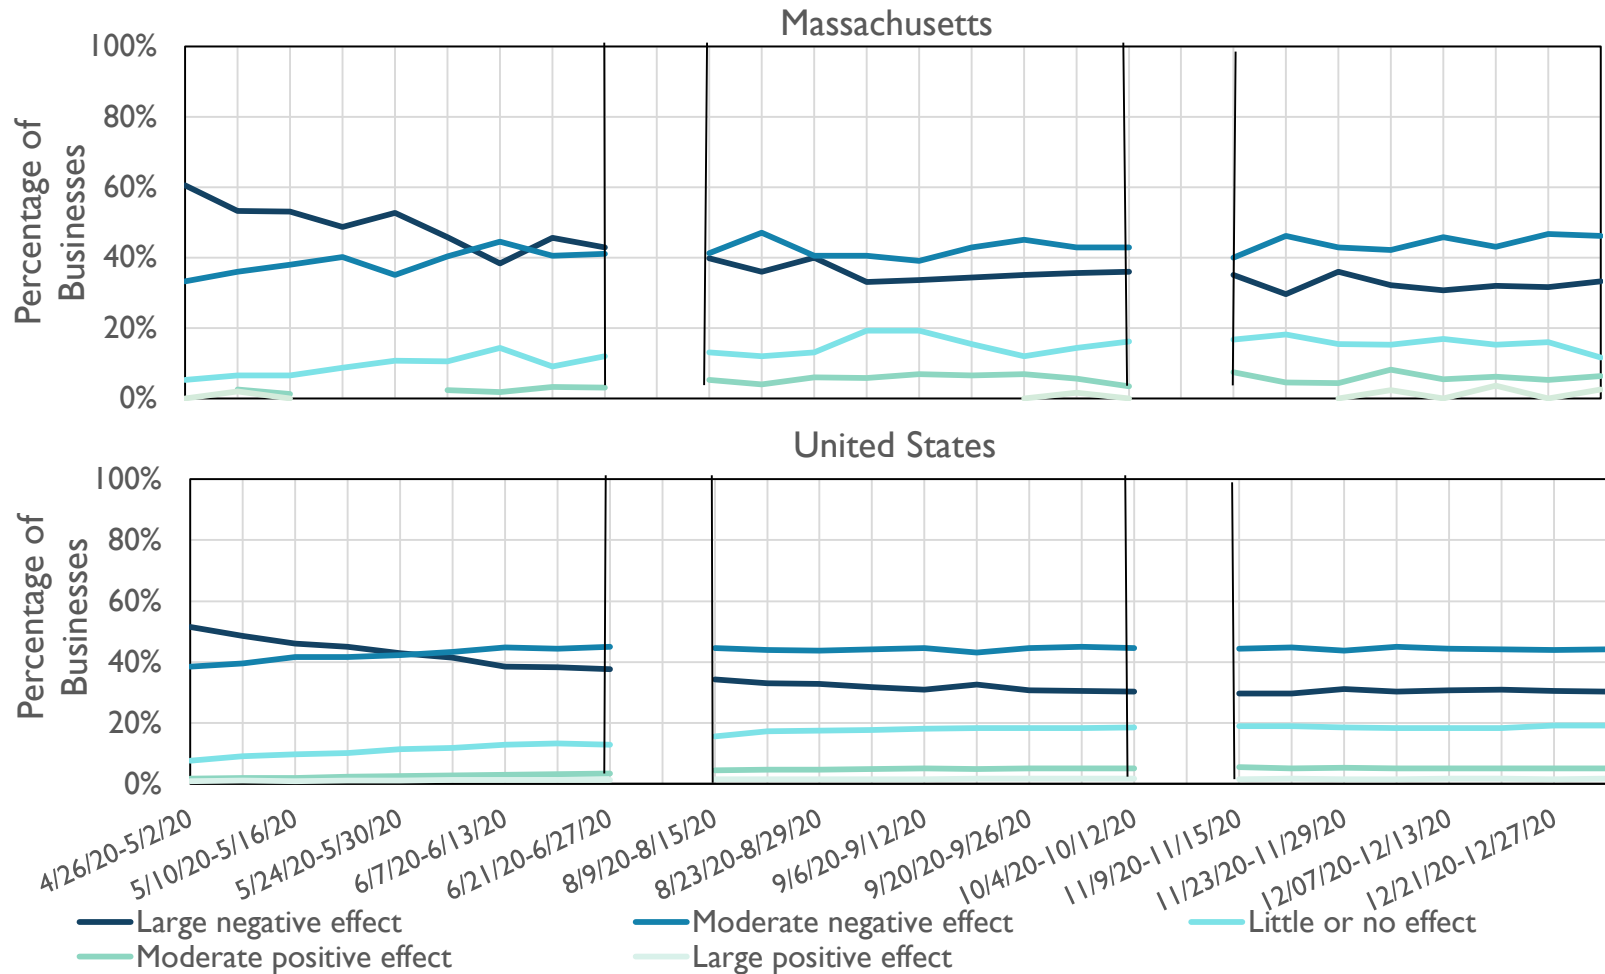 Massachusetts
Percentage of
Businesses
100%
80%
60%
40%
20%
0%
United States
Percentage of
Businesses
100%
80%
60%
40%
20%
0%
4/26/20-5/2/20
5/10/20-5/16/20
5/24/20-5/30/20
6/7/20-6/13/20
6/21/20-6/27/20
8/9/20-8/15/20
8/23/20-8/29/20
9/6/20-9/12/20
9/20/20-9/26/20
10/4/20-10/12/20
11/9/20-11/15/20
11/23/20-11/29/20
12/07/20-12/13/20
12/21/20-12/27/20
Large negative effect
Moderate negative effect
Little or no effect
Moderate positive effect
Large positive effect